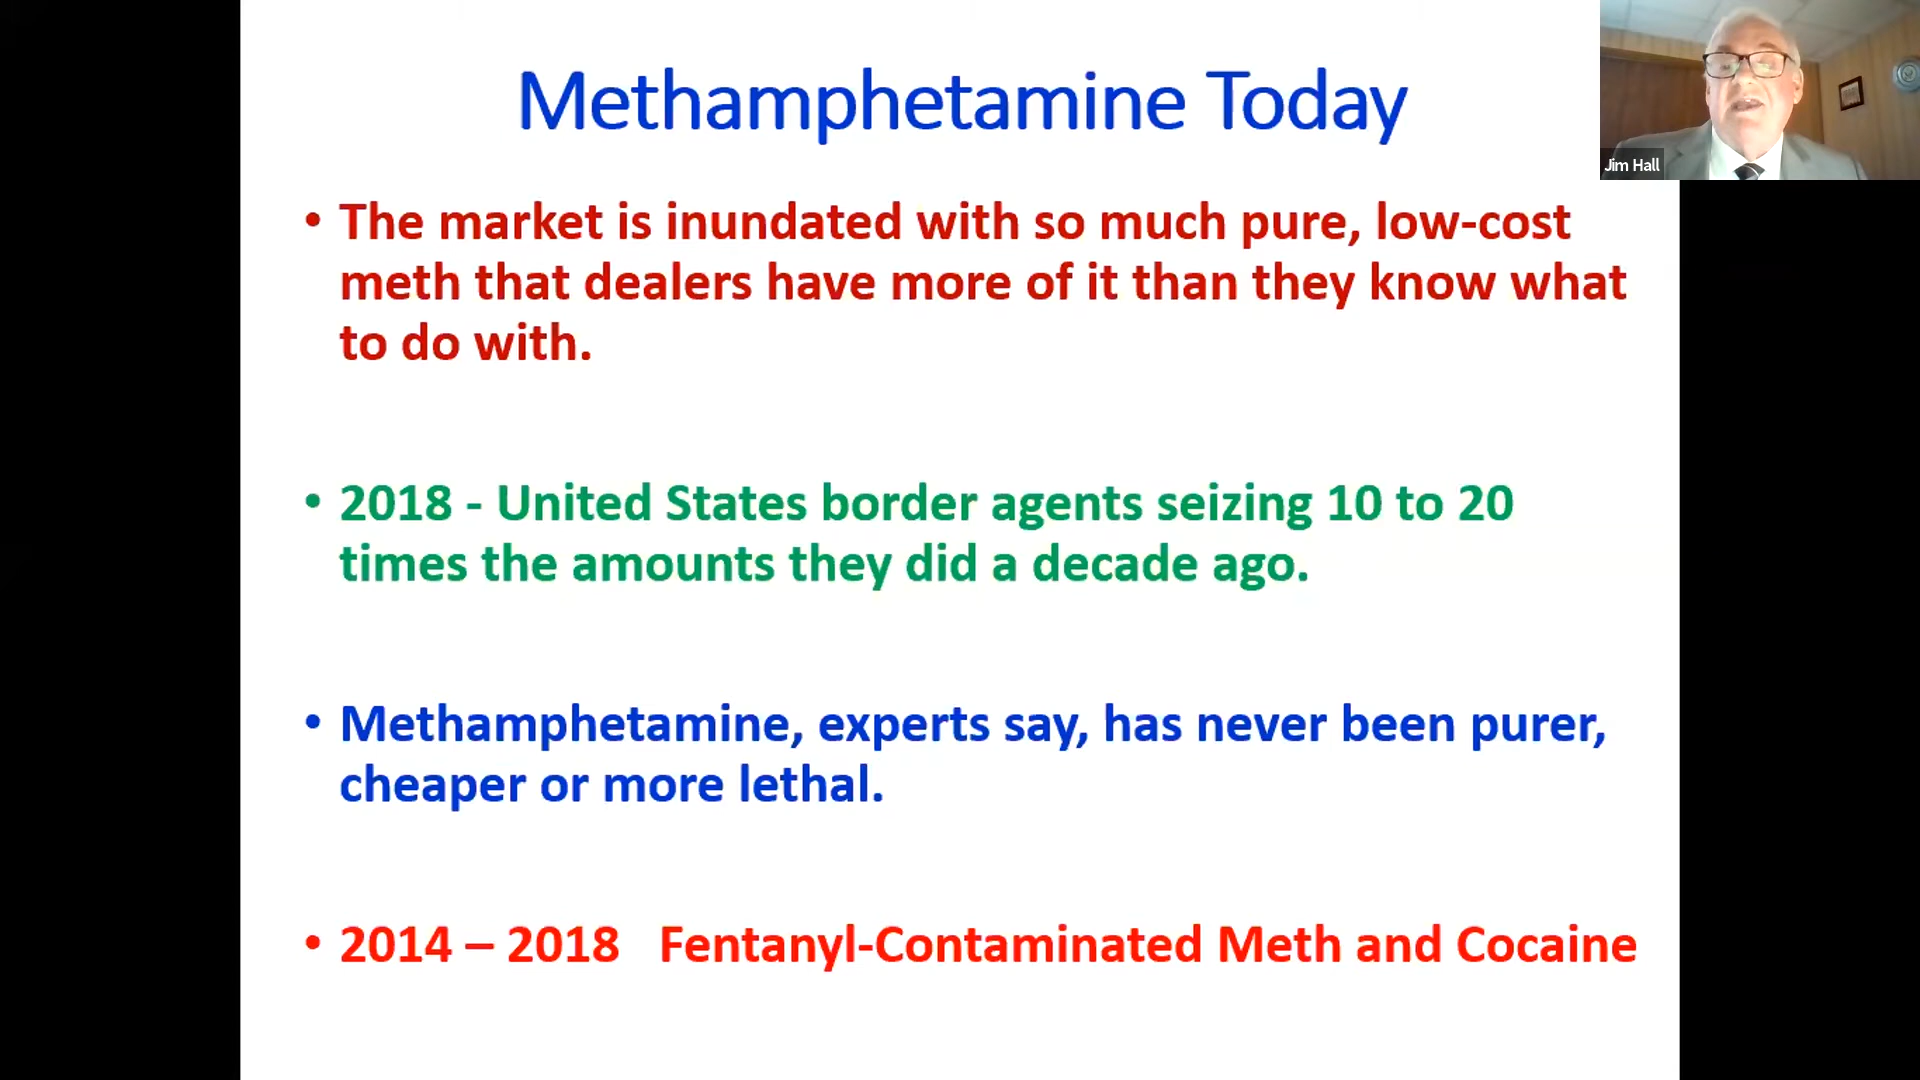 Methamphetamine Today
Jim Hall
• The market is inundated with so much pure, low-cost
meth that dealers have more of it than they know what
to do with.
• 2018 - United States border agents seizing 10 to 20
times the amounts they did a decade ago.
• Methamphetamine, experts say, has never been purer,
cheaper or more lethal.
• 2014 – 2018   Fentanyl-Contaminated Meth and Cocaine